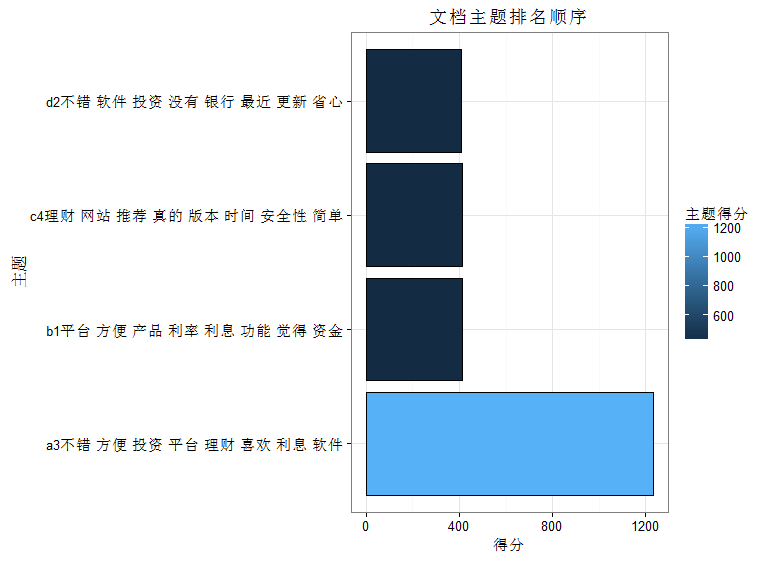 文档主题排名顺序
主题
d2不错 软件 投资 没有 银行 最近 更新 省心
c4理财 网站 推荐 真的 版本 时间 安全性 简单
b1平台 方便 产品 利率 利息 功能 觉得 资金
a3不错 方便 投资 平台 理财 喜欢 利息 软件
0 400 800 1200
得分
主题得分
1200
1000
800
600